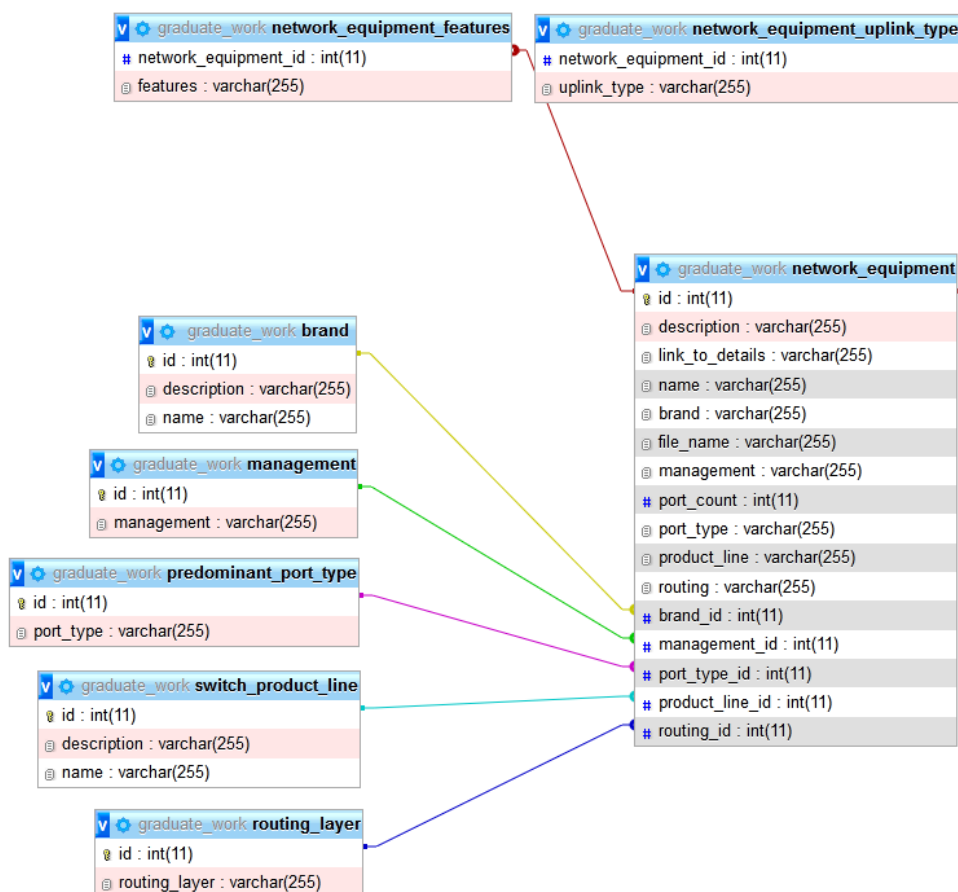 v graduate_work network_equipment_features
# network_equipment_id : int(11)
features : varchar(255)
v graduate_work network_equipment_uplink_type
# network_equipment_id : int(11)
uplink_type : varchar(255)
v graduate_work network_equipment
id : int(11)
description : varchar(255)
link_to_details : varchar(255)
name : varchar(255)
brand : varchar(255)
file_name : varchar(255)
management : varchar(255)
# port_count : int(11)
port_type : varchar(255)
product_line : varchar(255)
routing : varchar(255)
# brand_id : int(11)
# management_id : int(11)
# port_type_id : int(11)
# product_line_id : int(11)
# routing_id : int(11)
v graduate_work brand
id : int(11)
description : varchar(255)
name : varchar(255)
v graduate_work management
id : int(11)
management : varchar(255)
v graduate_work predominant_port_type
id : int(11)
port_type : varchar(255)
v graduate_work switch_product_line
id : int(11)
description : varchar(255)
name : varchar(255)
v graduate_work routing_layer
id : int(11)
routing_layer : varchar(255)